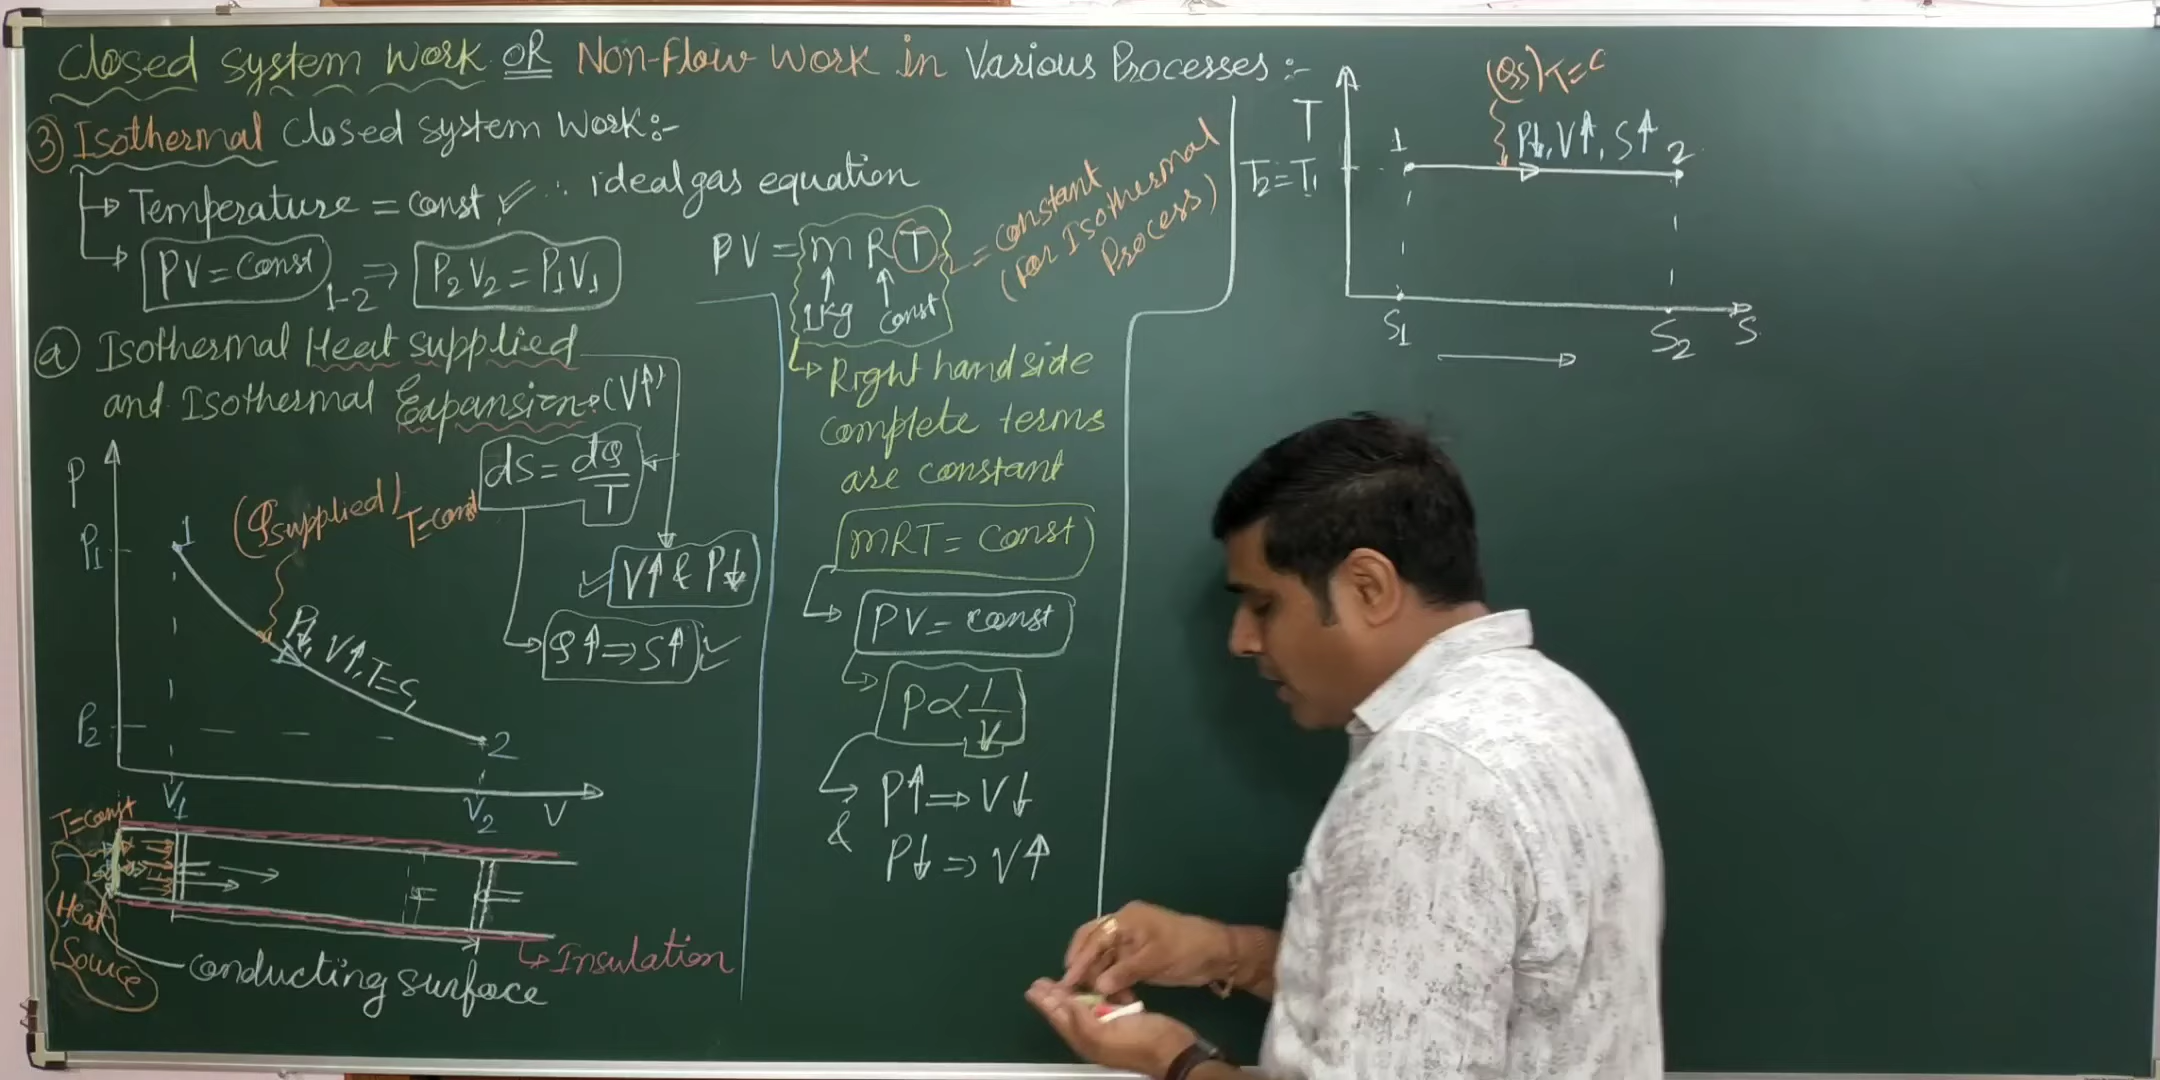 Closed system Work OR Non-Flow Work in Various Processes :-
③ Isothermal Closed system Work:-
→ Temperature = const ✓
→ PV = Const
1-2 ⇒ P₂V₂ = P₁V₁
∴ ideal gas equation
PV = mRT
= constant
(For Isothermal
Process)
1kg const
ⓐ Isothermal Heat supplied
and Isothermal Expansion → (V↑)
dS = dQ/T
V↑ & P↓
Q↑ ⇒ S↑
P
P₁
P₂
1
(Qsupplied) T=const
P↓, V↑, T=S,
2
V₁
V₂
V
T=const
Heat
Source
conducting surface
↳ Insulation
↳ Right hand side
complete terms
are constant
mRT = Const
PV = const
P ∝ 1/V
P↑ ⇒ V↓
&
P↓ ⇒ V↑
T
T₂=T₁
1
(Qs) T=C
P↓, V↑, S↑
2
S₁
S₂
S